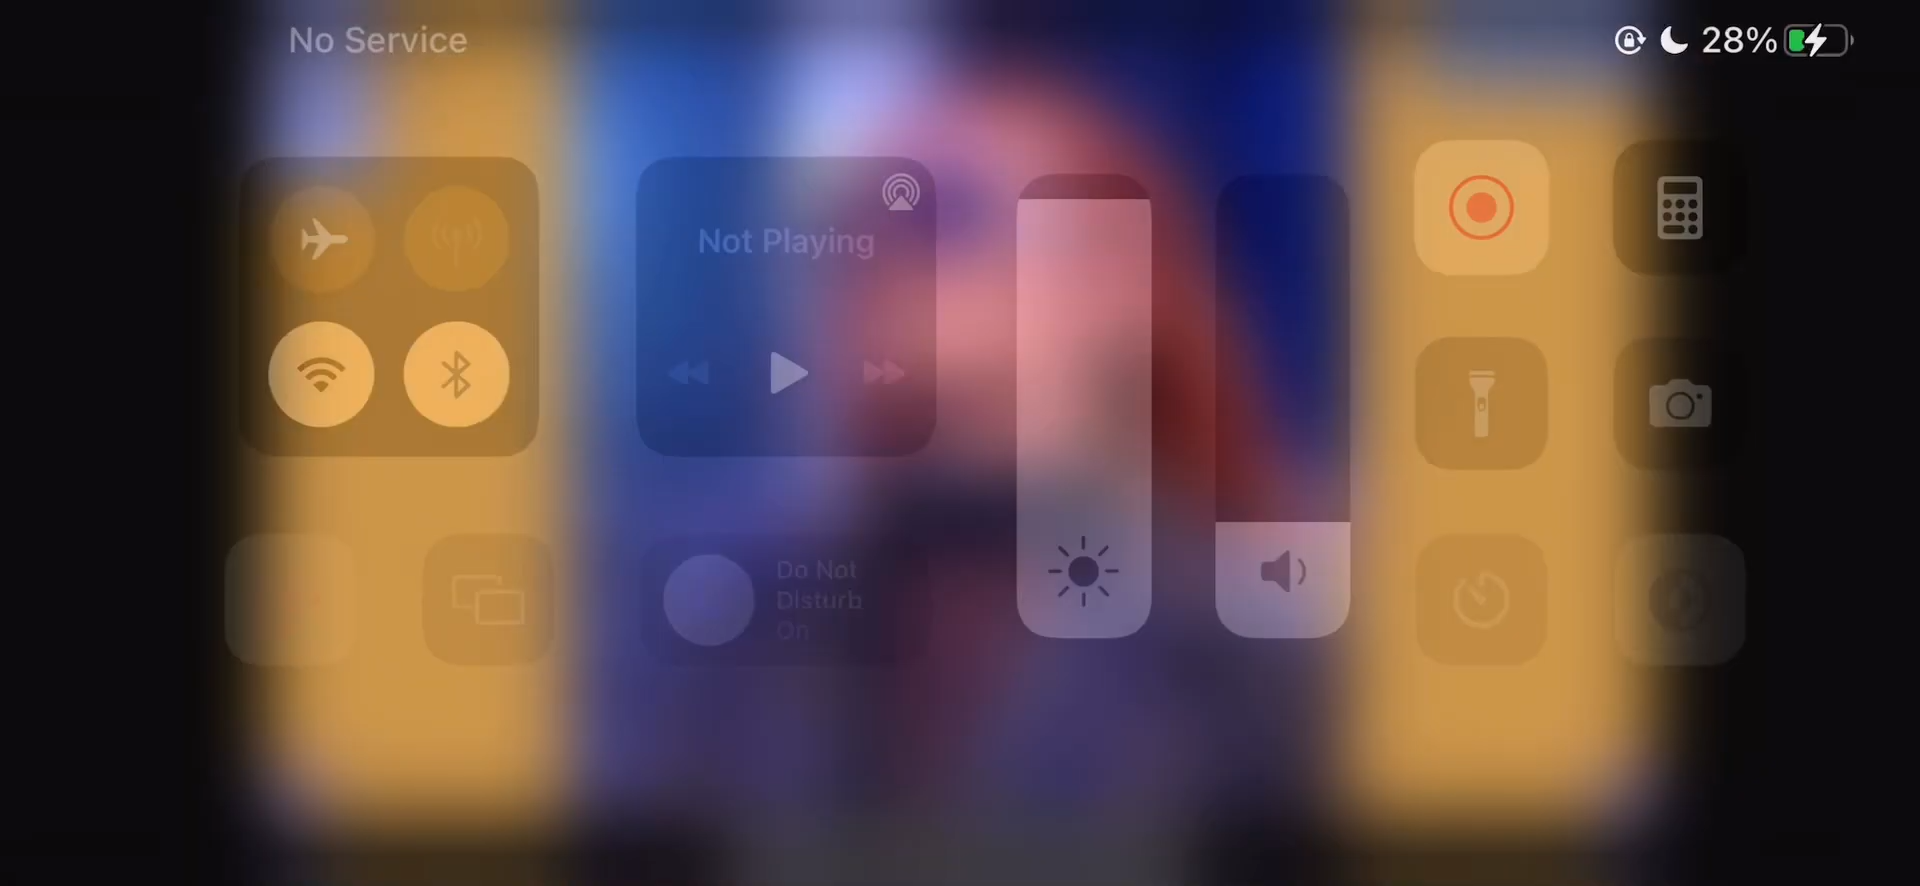 No Service
28%
Not Playing
Do Not
Disturb
On